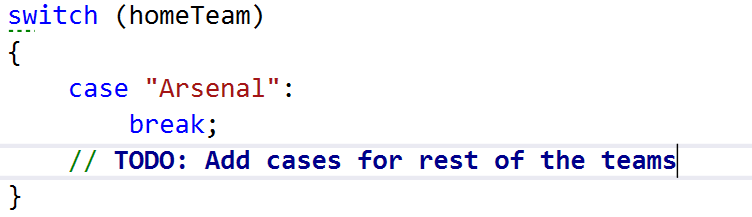 switch (homeTeam)
{
    case "Arsenal":
        break;
    // TODO: Add cases for rest of the teams
}